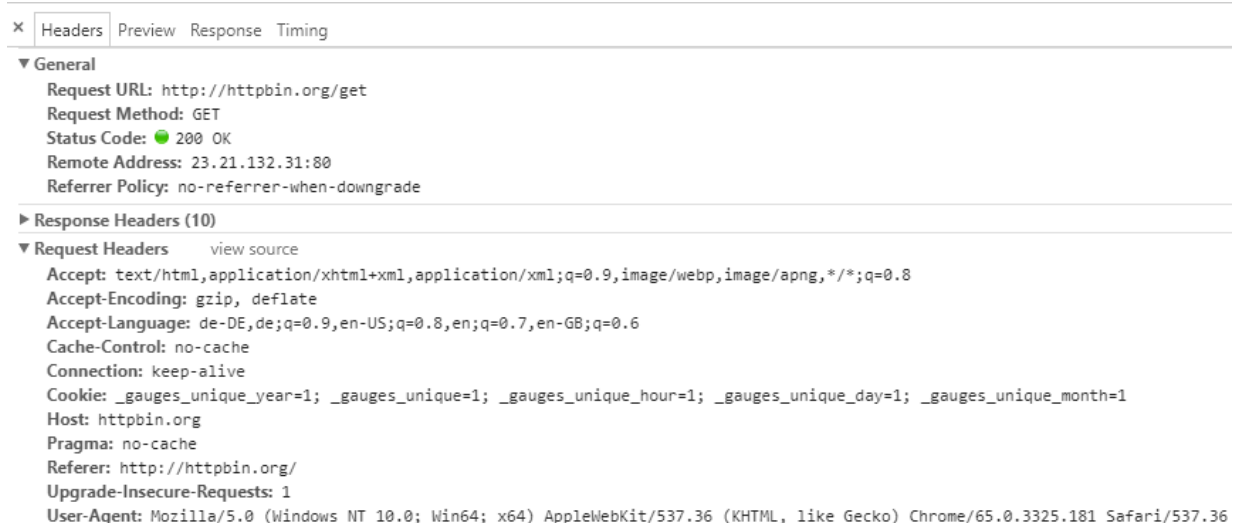 × Headers Preview Response Timing
▼ General
Request URL: http://httpbin.org/get
Request Method: GET
Status Code: 200 OK
Remote Address: 23.21.132.31:80
Referrer Policy: no-referrer-when-downgrade
▶ Response Headers (10)
▼ Request Headers view source
Accept: text/html,application/xhtml+xml,application/xml;q=0.9,image/webp,image/apng,*/*;q=0.8
Accept-Encoding: gzip, deflate
Accept-Language: de-DE,de;q=0.9,en-US;q=0.8,en;q=0.7,en-GB;q=0.6
Cache-Control: no-cache
Connection: keep-alive
Cookie: _gauges_unique_year=1; _gauges_unique=1; _gauges_unique_hour=1; _gauges_unique_day=1; _gauges_unique_month=1
Host: httpbin.org
Pragma: no-cache
Referer: http://httpbin.org/
Upgrade-Insecure-Requests: 1
User-Agent: Mozilla/5.0 (Windows NT 10.0; Win64; x64) AppleWebKit/537.36 (KHTML, like Gecko) Chrome/65.0.3325.181 Safari/537.36